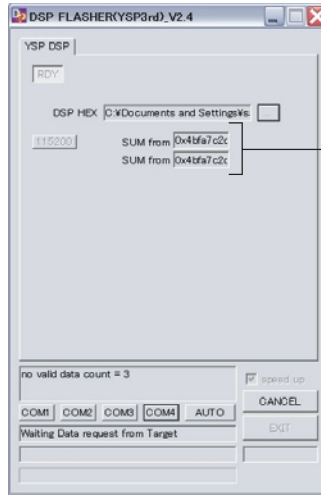 DSP FLASHER(YSP3rd)_V2.4
YSP DSP
RDY
DSP HEX C:¥Documents and Settings¥s ...
115200 SUM from 0x4bfa7c2c
SUM from 0x4bfa7c2c
no valid data count = 3
speed up
COM1 COM2 COM3 COM4 AUTO CANCEL
Waiting Data request from Target EXIT